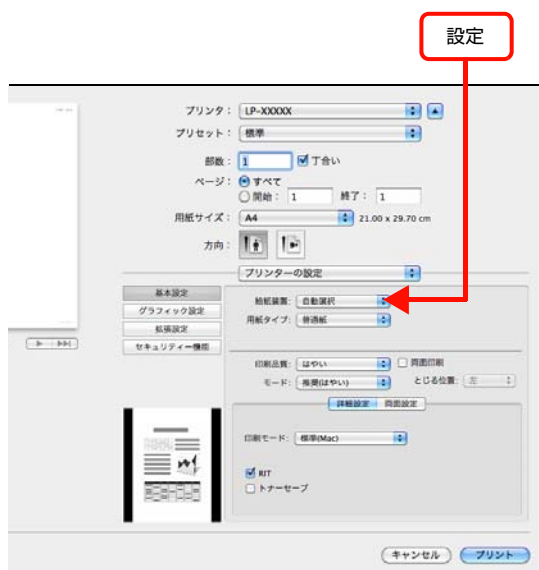 設定
プリンタ： LP-XXXXX
プリセット： 標準
部数： 1 丁合い
ページ： すべて
開始： 1 終了： 1
用紙サイズ： A4 21.00 x 29.70 cm
方向：
プリンターの設定
基本設定
グラフィック設定
拡張設定
セキュリティー機能
給紙装置： 自動選択
用紙タイプ： 普通紙
印刷品質： はやい 両面印刷
モード： 推奨(はやい) とじる位置： 左
詳細設定 両面設定
印刷モード： 標準(Mac)
RIT
トナーセーブ
キャンセル プリント